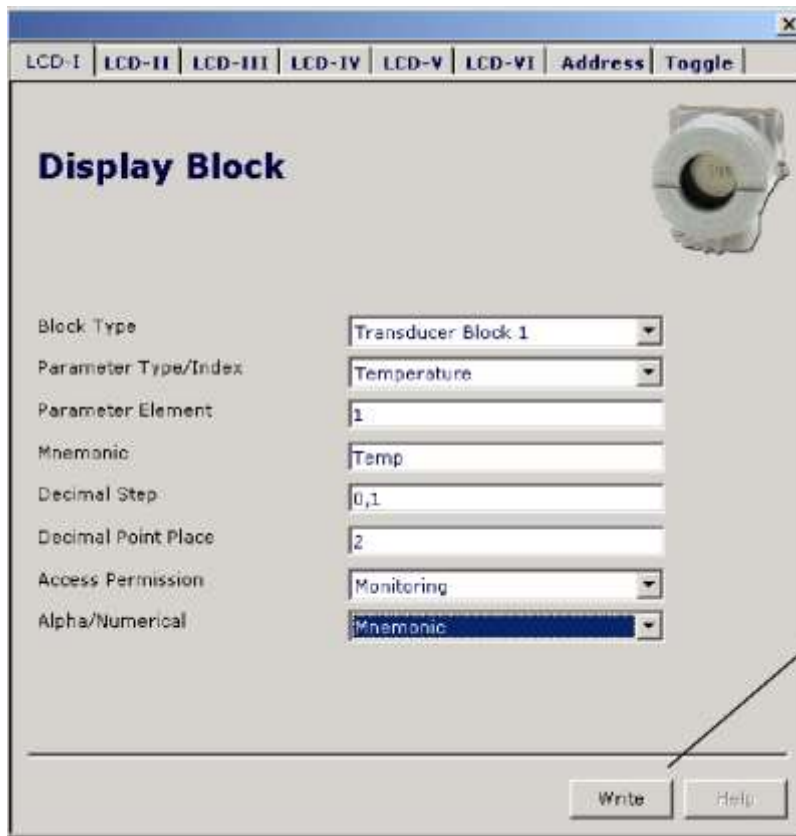 LCD-I LCD-II LCD-III LCD-IV LCD-V LCD-VI Address Toggle
Display Block
Block Type Transducer Block 1
Parameter Type/Index Temperature
Parameter Element 1
Mnemonic Temp
Decimal Step 0,1
Decimal Point Place 2
Access Permission Monitoring
Alpha/Numerical Mnemonic
Write Help